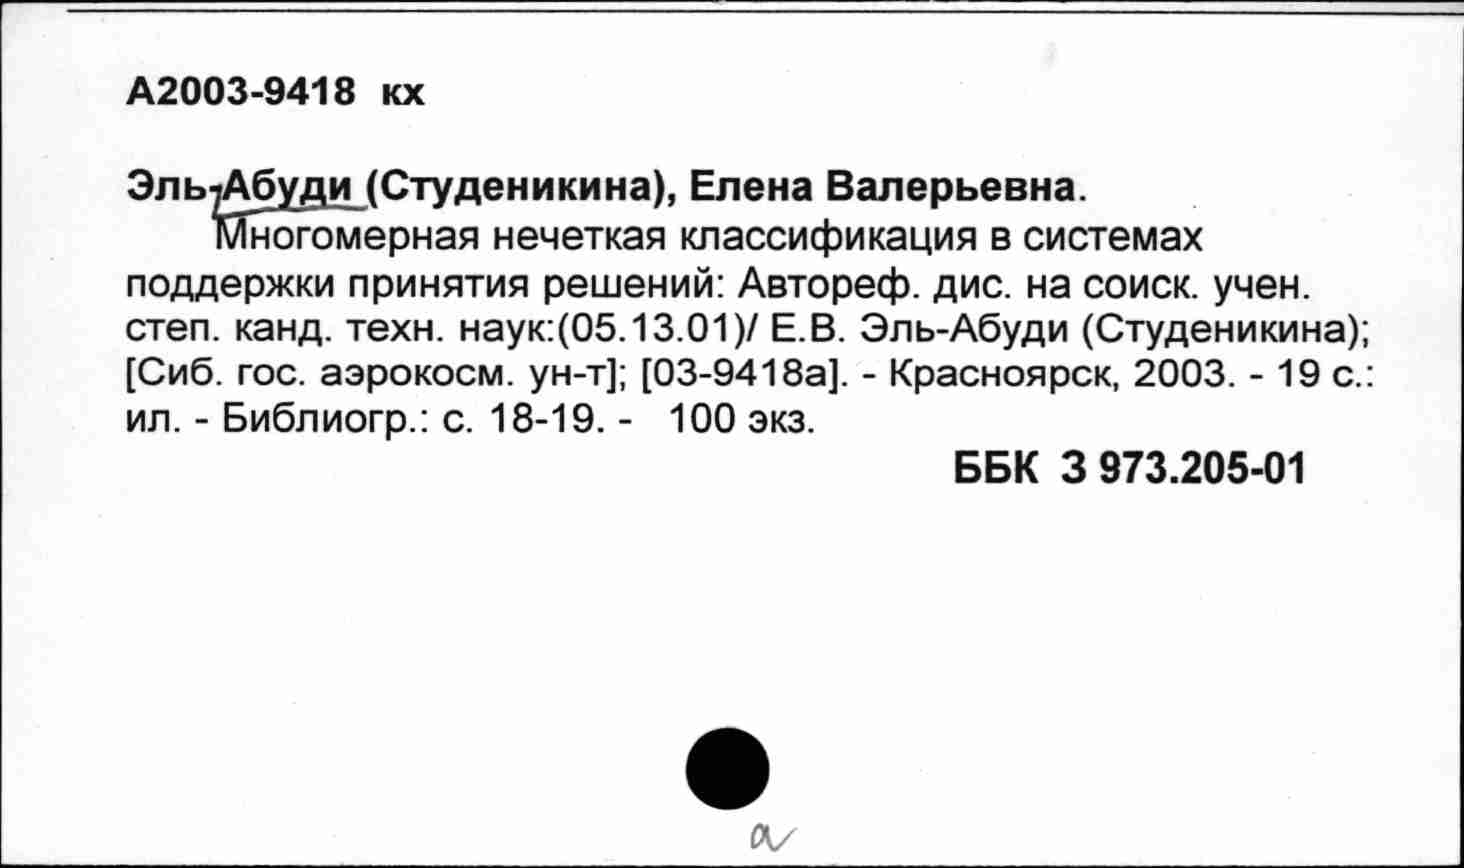 А2003-9418 кх
Эль-Абуди (Студеникина), Елена Валерьевна.
Многомерная нечеткая классификация в системах
поддержки принятия решений: Автореф. дис. на соиск. учен.
степ. канд. техн. наук:(05.13.01)/ Е.В. Эль-Абуди (Студеникина);
[Сиб. гос. аэрокосм. ун-т]; [03-9418а]. - Красноярск, 2003. - 19 с.:
ил. - Библиогр.: с. 18-19. - 100 экз.
ББК З 973.205-01
а